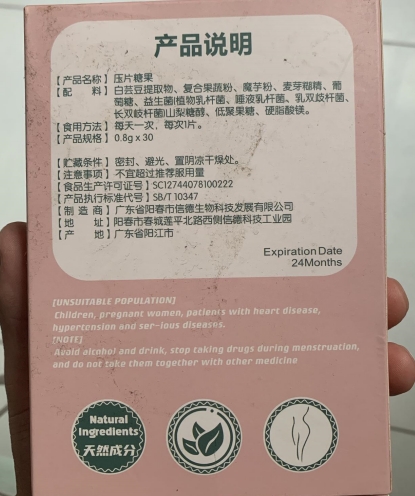 产品说明
【产品名称】压片糖果
【配　　料】白芸豆提取物、复合果蔬粉、魔芋粉、麦芽糊精、葡
萄糖、益生菌(植物乳杆菌、唾液乳杆菌、乳双歧杆菌、
长双岐杆菌)山梨糖醇、低聚果糖、硬脂酸镁。
【食用方法】每天一次，每次1片。
【产品规格】0.8g x 30
【贮藏条件】密封、避光、置阴凉干燥处。
【注意事项】不宜超过推荐服用量
【食品生产许可证号】SC12744078100222
【产品执行标准代号】SB/T 10347
【制 造 商】广东省阳春市信德生物科技发展有限公司
【地　　址】阳春市春城莲平北路西侧信德科技工业园
【产　　地】广东省阳江市
Expiration Date
24Months
[UNSUITABLE POPULATION]
Children, pregnant women, patients with heart disease,
hypertension and ser-ious diseases.
[NOTE]
Avoid alcohol and drink, stop taking drugs during menstruation,
and do not take them together with other medicine
Natural
Ingredients
天然成分